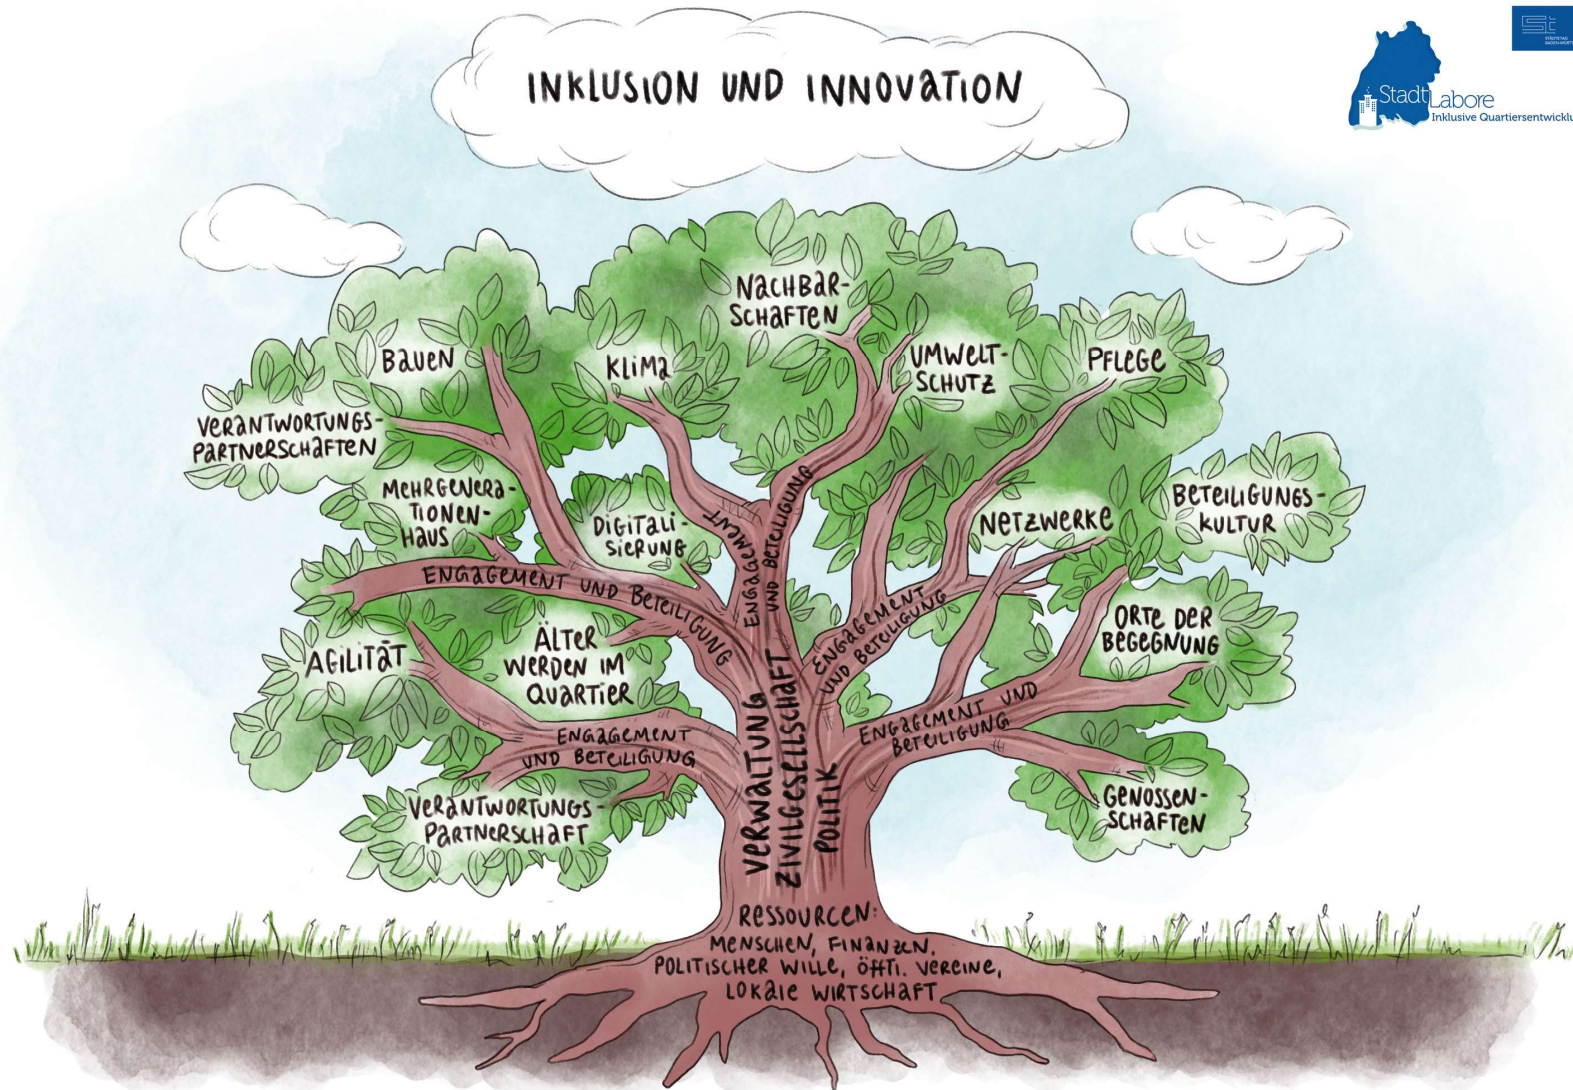 INKLUSION UND INNOVATION
StadtLabore
Inklusive Quartiersentwicklu
NACHBAR-
SCHAFTEN
BAUEN
KLIMA
UMWELT-
SCHUTZ
PFLEGE
VERANTWORTUNGS-
PARTNERSCHAFTEN
MEHRGENERA-
TIONEN-
HAUS
DIGITALI-
SIERUNG
NETZWERKE
BETEILIGUNGS-
KULTUR
ENGAGEMENT UND BETEILIGUNG
ENGAGEMENT
UND BETEILIGUNG
ENGAGEMENT
UND BETEILIGUNG
AGILITÄT
ÄLTER
WERDEN IM
QUARTIER
ORTE DER
BEGEGNUNG
ENGAGEMENT
UND BETEILIGUNG
ENGAGEMENT UND
BETEILIGUNG
VERANTWORTUNGS-
PARTNERSCHAFT
GENOSSEN-
SCHAFTEN
VERWALTUNG
ZIVILGESELLSCHAFT
POLITIK
RESSOURCEN:
MENSCHEN, FINANZEN,
POLITISCHER WILLE, ÖFFTL. VEREINE,
LOKALE WIRTSCHAFT